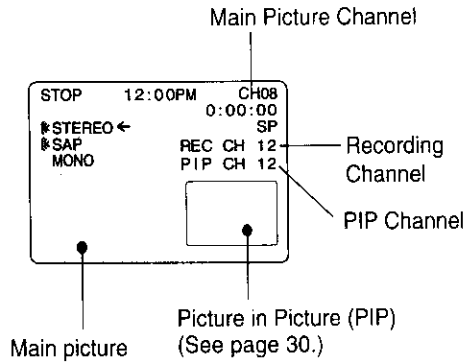 Main Picture Channel
STOP 12:00PM CH08
0:00:00
STEREO ← SP
SAP REC CH 12
MONO PIP CH 12
Recording
Channel
PIP Channel
Picture in Picture (PIP)
(See page 30.)
Main picture